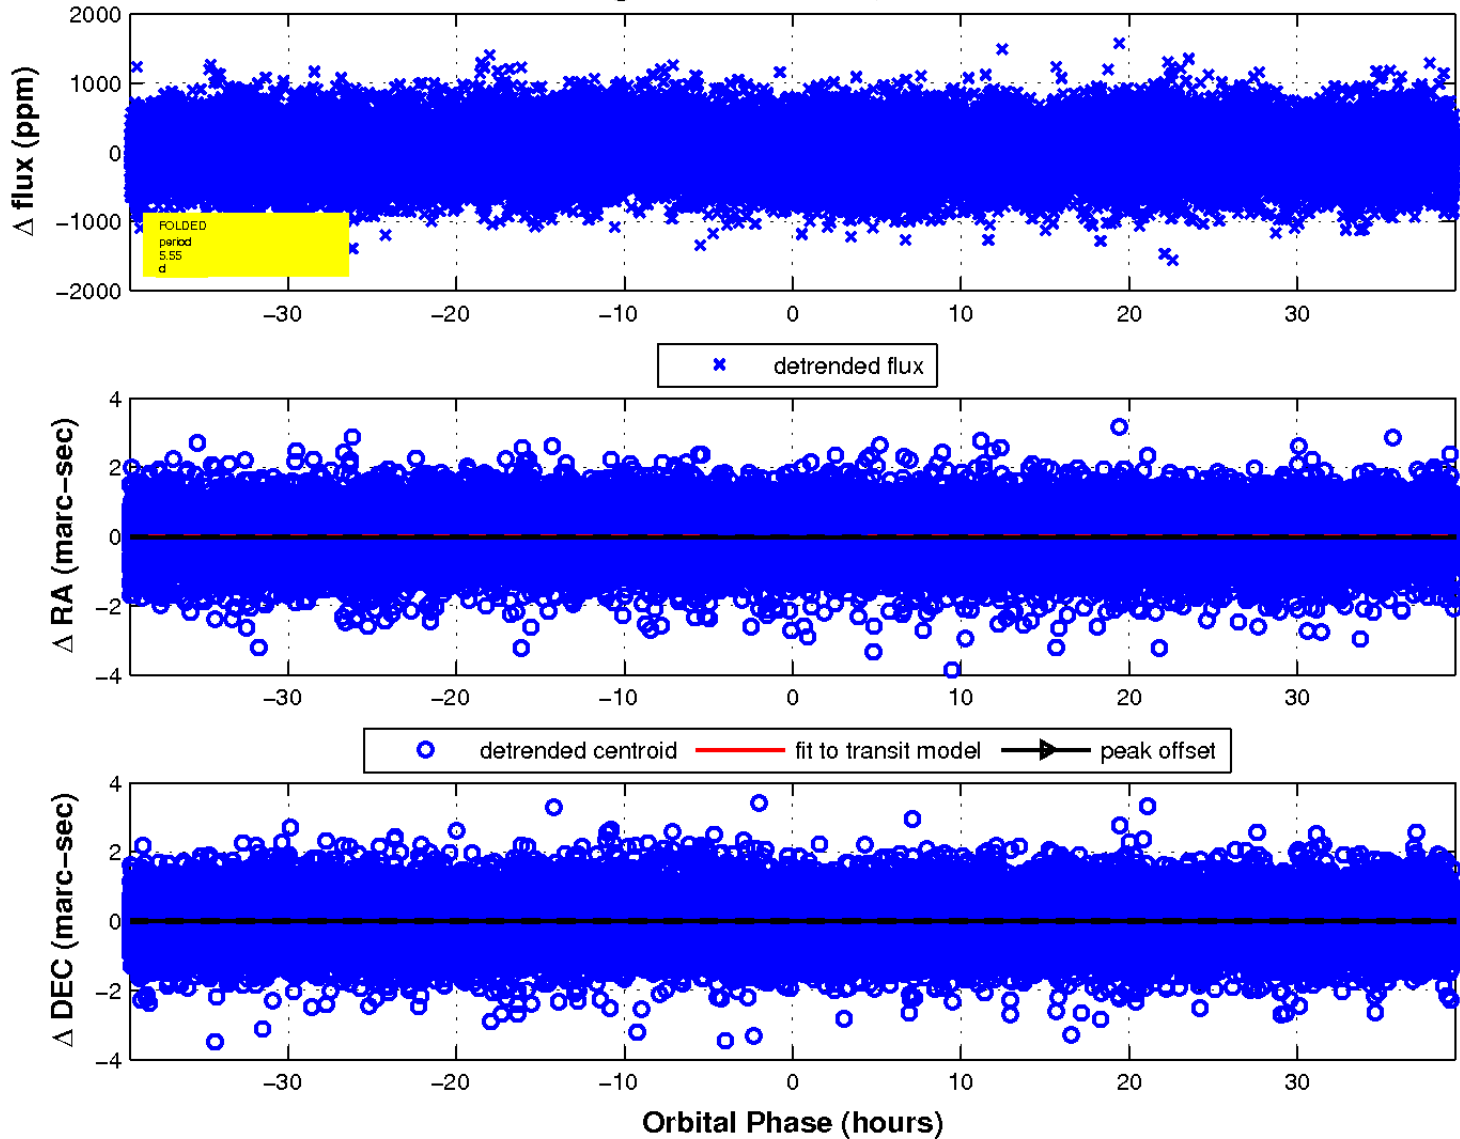 2000
1000
0
−1000
−2000
Δ flux (ppm)
FOLDED
period
5.55
d
−30 −20 −10 0 10 20 30
detrended flux
4
2
0
−2
−4
Δ RA (marc−sec)
−30 −20 −10 0 10 20 30
detrended centroid fit to transit model peak offset
4
2
0
−2
−4
Δ DEC (marc−sec)
−30 −20 −10 0 10 20 30
Orbital Phase (hours)